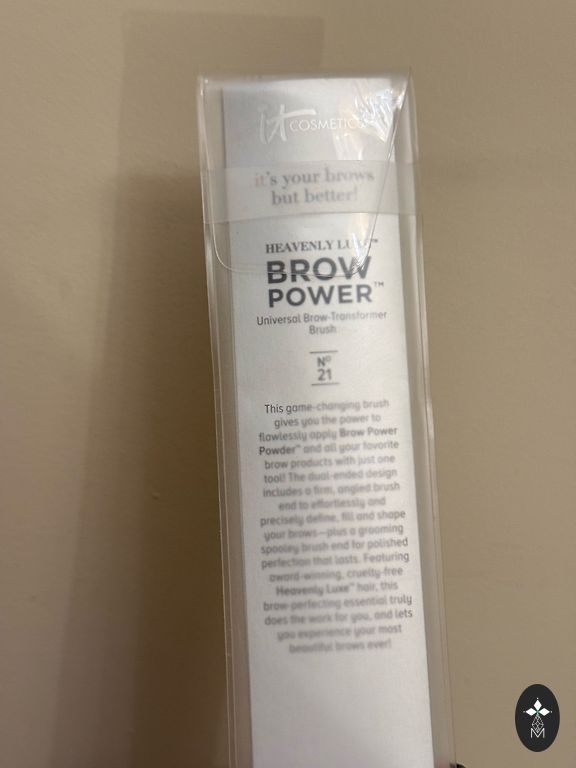 it COSMETICS
it's your brows
but better!
HEAVENLY LUXE™
BROW
POWER™
Universal Brow-Transformer
Brush
Nº
21
This game-changing brush
gives you the power to
flawlessly apply Brow Power
Powder™ and all your favorite
brow products with just one
tool! The dual-ended design
includes a firm, angled brush
end to effortlessly and
precisely define, fill and shape
your brows—plus a grooming
spooley brush end for polished
perfection that lasts. Featuring
award-winning, cruelty-free
Heavenly Luxe™ hair, this
brow-perfecting essential truly
does the work for you, and lets
you experience your most
beautiful brows ever!
M